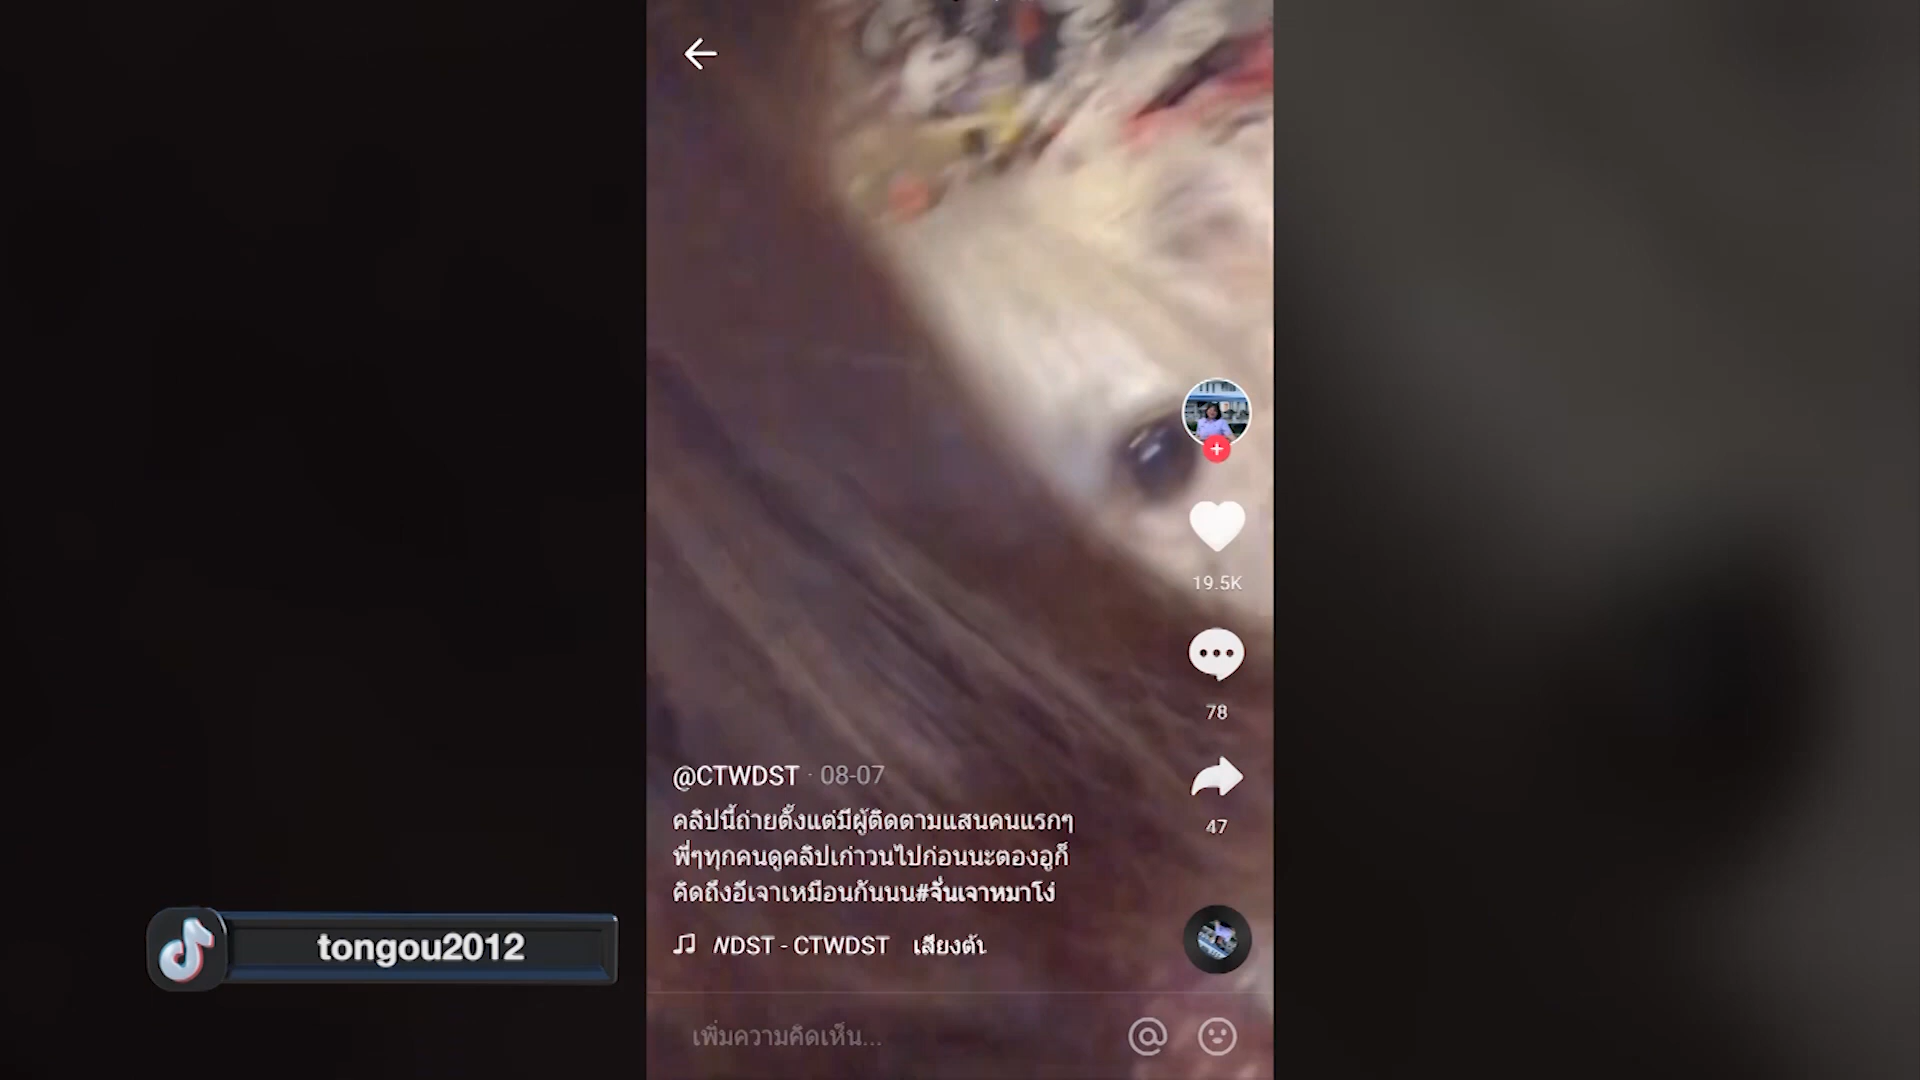 19.5K
78
47
@CTWDST · 08-07
คลิปนี้ถ่ายตั้งแต่มีผู้ติดตามแสนคนแรกๆ
พี่ๆทุกคนดูคลิปเก่าวนไปก่อนนะตองอูก็
คิดถึงอีเจาเหมือนกันนน#จั่นเจาหมาโง่
WDST - CTWDST เสียงต้น
เพิ่มความคิดเห็น...
tongou2012